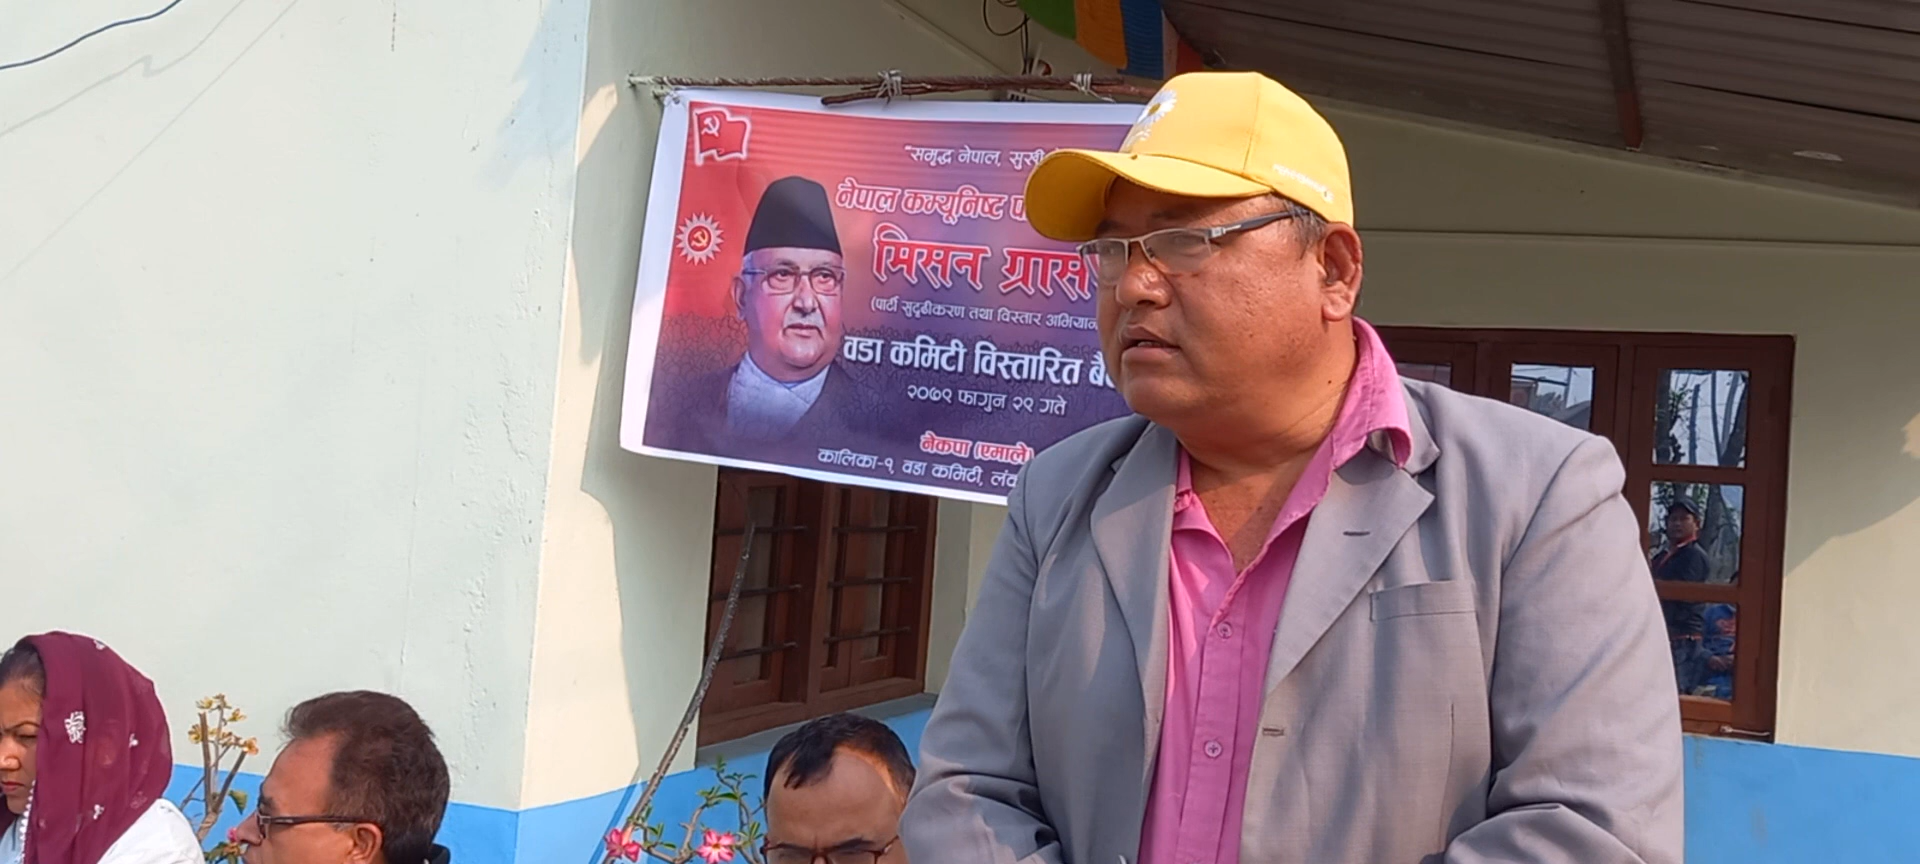 "समृद्ध नेपाल, सुखी
नेपाल कम्यूनिष्ट
मिसन ग्रास
(पार्टी सुदृढीकरण तथा विस्तार अभियान
वडा कमिटी विस्तारित
२०७९ फागुन २९ गते
नेकपा (एमाले)
कालिका-१, वडा कमिटी,